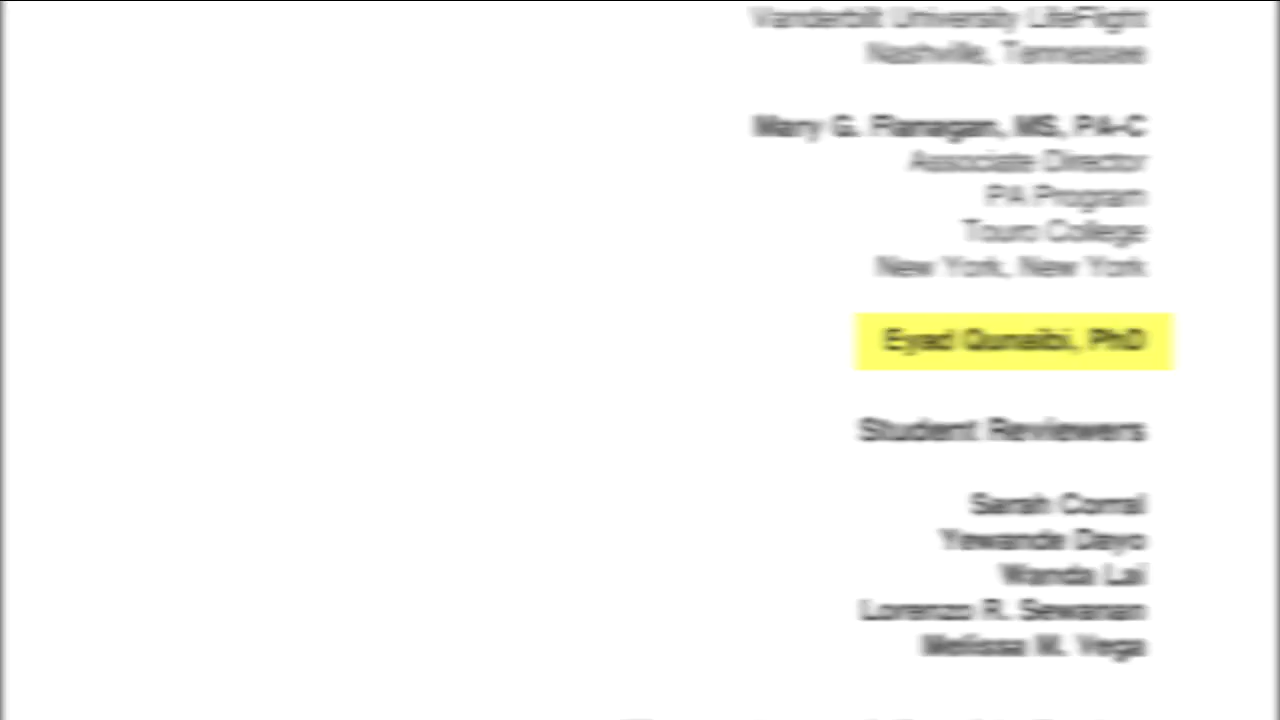 Vanderbilt University LifeFlight
Nashville, Tennessee
Mary G. Flanagan, MS, PA-C
Associate Director
PA Program
Touro College
New York, New York
Eyad Qunaibi, PhD
Student Reviewers
Sarah Corral
Yewande Dayo
Wanda Lai
Lorenzo R. Sewanan
Melissa M. Vega